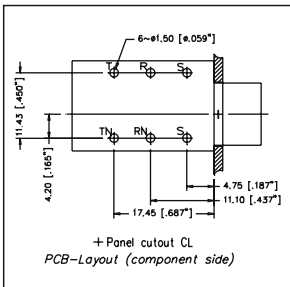 6~ø1,50 [ø.059"]
T R S
11.43 [.450"]
TN RN S
4.20 [.165"]
4.75 [.187"]
11.10 [.437"]
17.45 [.687"]
+ Panel cutout CL
PCB-Layout (component side)